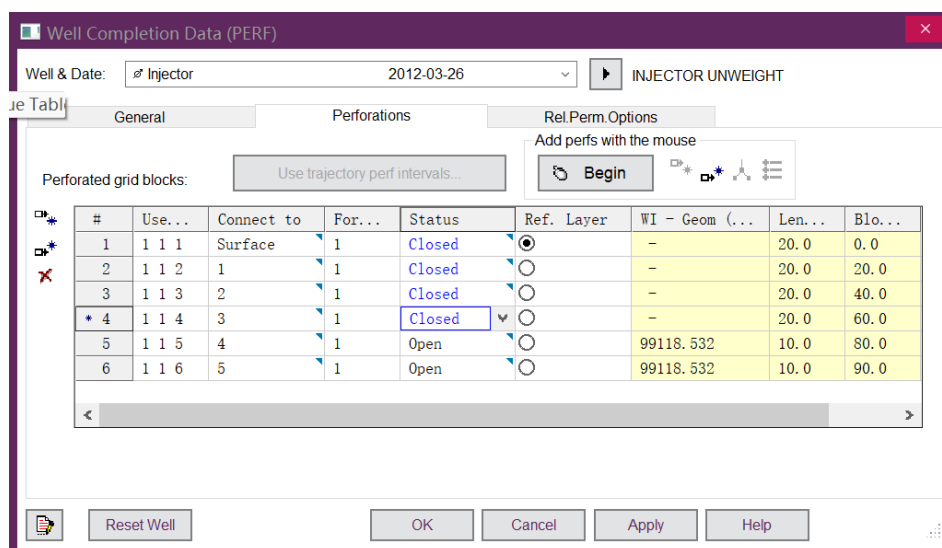 Well Completion Data (PERF)
Well & Date: Injector 2012-03-26 INJECTOR UNWEIGHT
General Perforations Rel.Perm.Options
Add perfs with the mouse
Perforated grid blocks: Use trajectory perf intervals... Begin
# Use... Connect to For... Status Ref. Layer WI - Geom (... Len... Blo...
1 1 1 1 Surface 1 Closed - 20.0 0.0
2 1 1 2 1 1 Closed - 20.0 20.0
3 1 1 3 2 1 Closed - 20.0 40.0
* 4 1 1 4 3 1 Closed - 20.0 60.0
5 1 1 5 4 1 Open 99118.532 10.0 80.0
6 1 1 6 5 1 Open 99118.532 10.0 90.0
Reset Well OK Cancel Apply Help